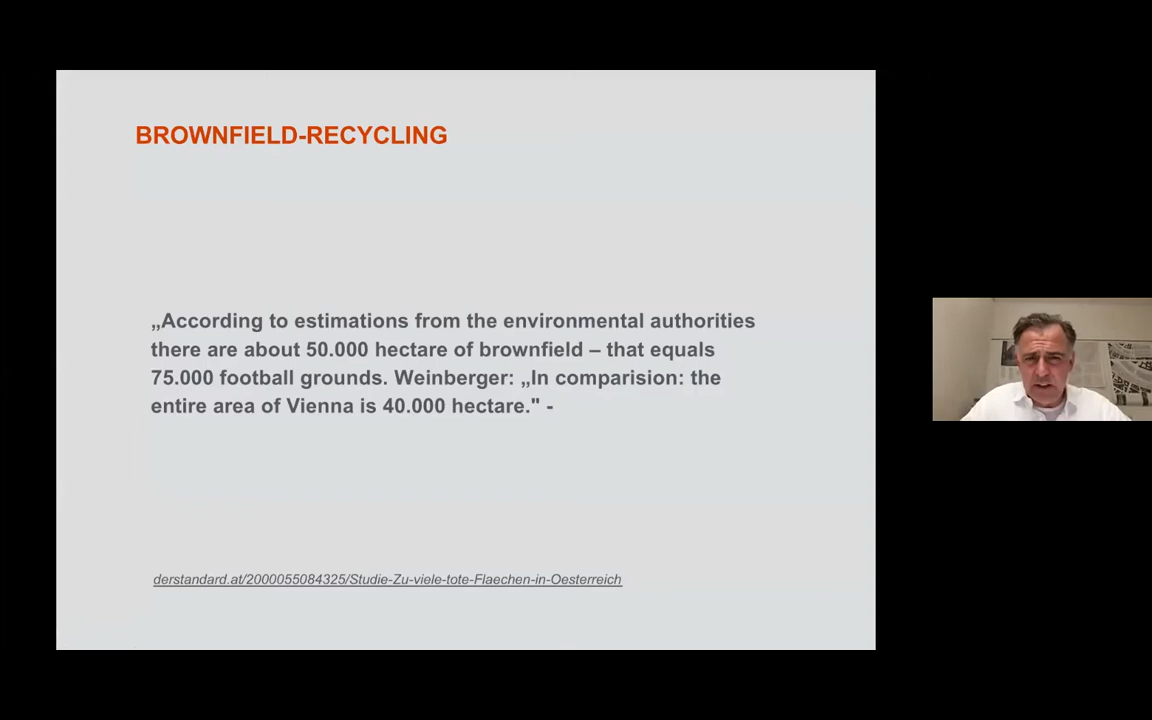 BROWNFIELD-RECYCLING
„According to estimations from the environmental authorities
there are about 50.000 hectare of brownfield – that equals
75.000 football grounds. Weinberger: „In comparision: the
entire area of Vienna is 40.000 hectare." -
derstandard.at/2000055084325/Studie-Zu-viele-tote-Flaechen-in-Oesterreich